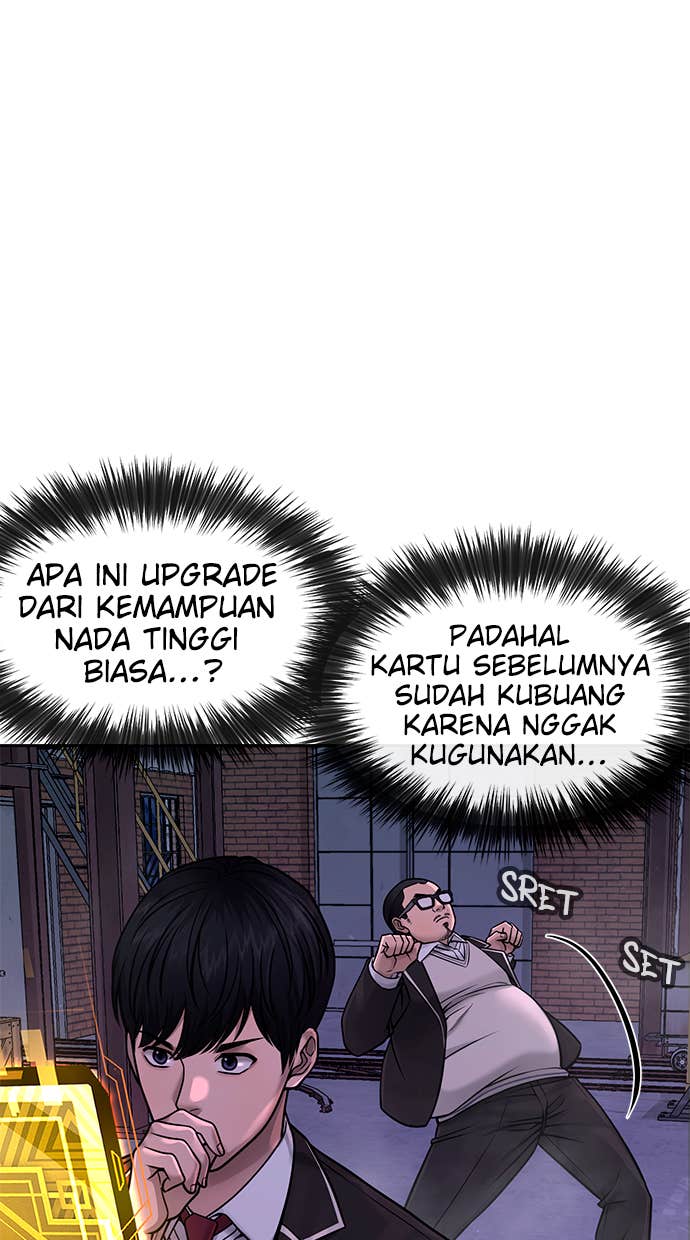 APA INI UPGRADE
DARI KEMAMPUAN
NADA TINGGI
BIASA...?
PADAHAL
KARTU SEBELUMNYA
SUDAH KUBUANG
KARENA NGGAK
KUGUNAKAN...
SRET
SET